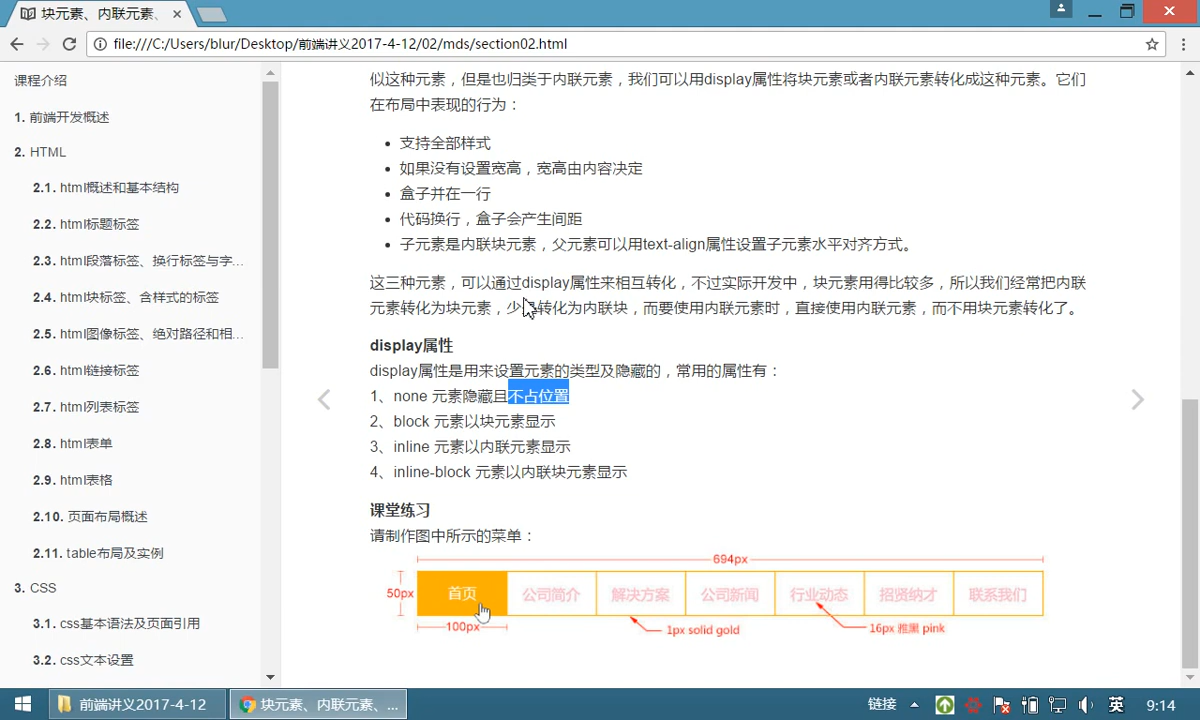 块元素、内联元素、
file:///C:/Users/blur/Desktop/前端讲义2017-4-12/02/mds/section02.html
课程介绍
1. 前端开发概述
2. HTML
2.1. html概述和基本结构
2.2. html标题标签
2.3. html段落标签、换行标签与字...
2.4. html块标签、含样式的标签
2.5. html图像标签、绝对路径和相...
2.6. html链接标签
2.7. html列表标签
2.8. html表单
2.9. html表格
2.10. 页面布局概述
2.11. table布局及实例
3. CSS
3.1. css基本语法及页面引用
3.2. css文本设置
似这种元素，但是也归类于内联元素，我们可以用display属性将块元素或者内联元素转化成这种元素。它们
在布局中表现的行为：
• 支持全部样式
• 如果没有设置宽高，宽高由内容决定
• 盒子并在一行
• 代码换行，盒子会产生间距
• 子元素是内联块元素，父元素可以用text-align属性设置子元素水平对齐方式。
这三种元素，可以通过display属性来相互转化，不过实际开发中，块元素用得比较多，所以我们经常把内联
元素转化为块元素，少 转化为内联块，而要使用内联元素时，直接使用内联元素，而不用块元素转化了。
display属性
display属性是用来设置元素的类型及隐藏的，常用的属性有：
1、none 元素隐藏且不占位置
2、block 元素以块元素显示
3、inline 元素以内联元素显示
4、inline-block 元素以内联块元素显示
课堂练习
请制作图中所示的菜单：
694px
50px
首页 公司简介 解决方案 公司新闻 行业动态 招贤纳才 联系我们
100px
1px solid gold
16px 雅黑 pink
前端讲义2017-4-12
块元素、内联元素、...
链接
英
9:14